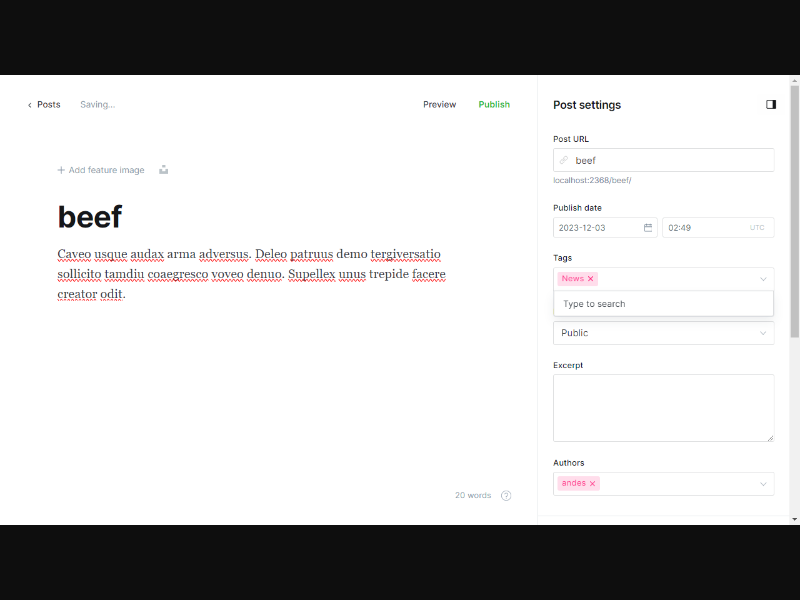 Posts
Saving...
Preview
Publish
Add feature image
beef
Caveo usque audax arma adversus. Deleo patruus demo tergiversatio
sollicito tamdiu coaegresco voveo denuo. Supellex unus trepide facere
creator odit.
20 words
?
Post settings
Post URL
beef
localhost:2368/beef/
Publish date
2023-12-03
02:49
UTC
Tags
News
Type to search
Public
Excerpt
Authors
andes